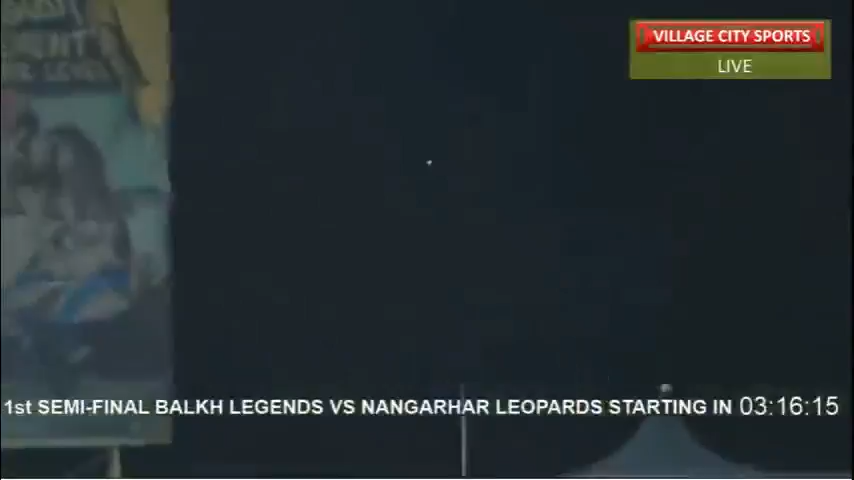 VILLAGE CITY SPORTS
LIVE
1st SEMI-FINAL BALKH LEGENDS VS NANGARHAR LEOPARDS STARTING IN 03:16:15